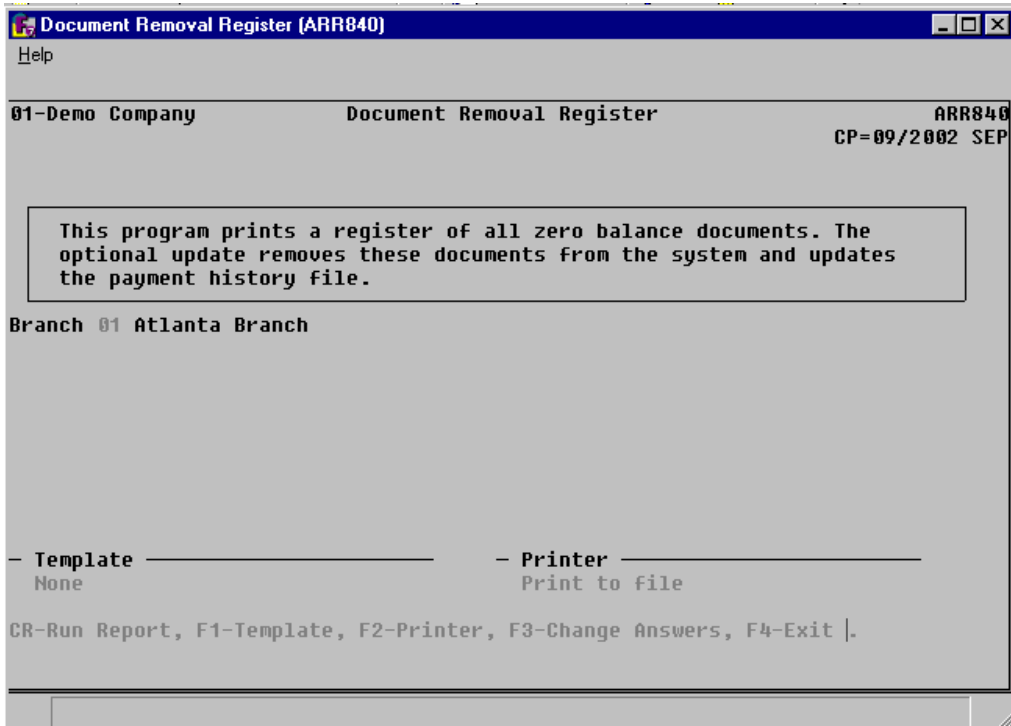 Document Removal Register (ARR840)
Help
01-Demo Company Document Removal Register ARR840
CP=09/2002 SEP
This program prints a register of all zero balance documents. The
optional update removes these documents from the system and updates
the payment history file.
Branch 01 Atlanta Branch
Template Printer
None Print to file
CR-Run Report, F1-Template, F2-Printer, F3-Change Answers, F4-Exit .